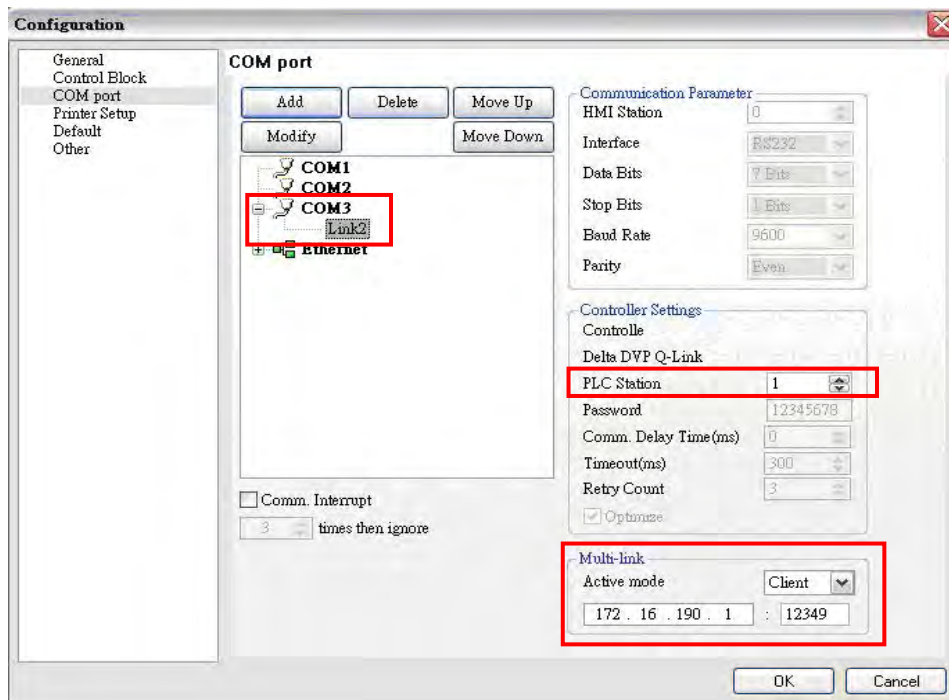 Configuration
General
Control Block
COM port
Printer Setup
Default
Other
COM port
Add Delete Move Up
Modify Move Down
COM1
COM2
COM3
Link2
Ethernet
Comm. Interrupt
3 times then ignore
Communication Parameter
HMI Station 0
Interface RS232
Data Bits 7 Bits
Stop Bits 1 Bits
Baud Rate 9600
Parity Even
Controller Settings
Controlle
Delta DVP Q-Link
PLC Station 1
Password 12345678
Comm. Delay Time(ms) 0
Timeout(ms) 300
Retry Count 3
Optimize
Multi-link
Active mode Client
172 . 16 . 190 . 1 : 12349
OK Cancel